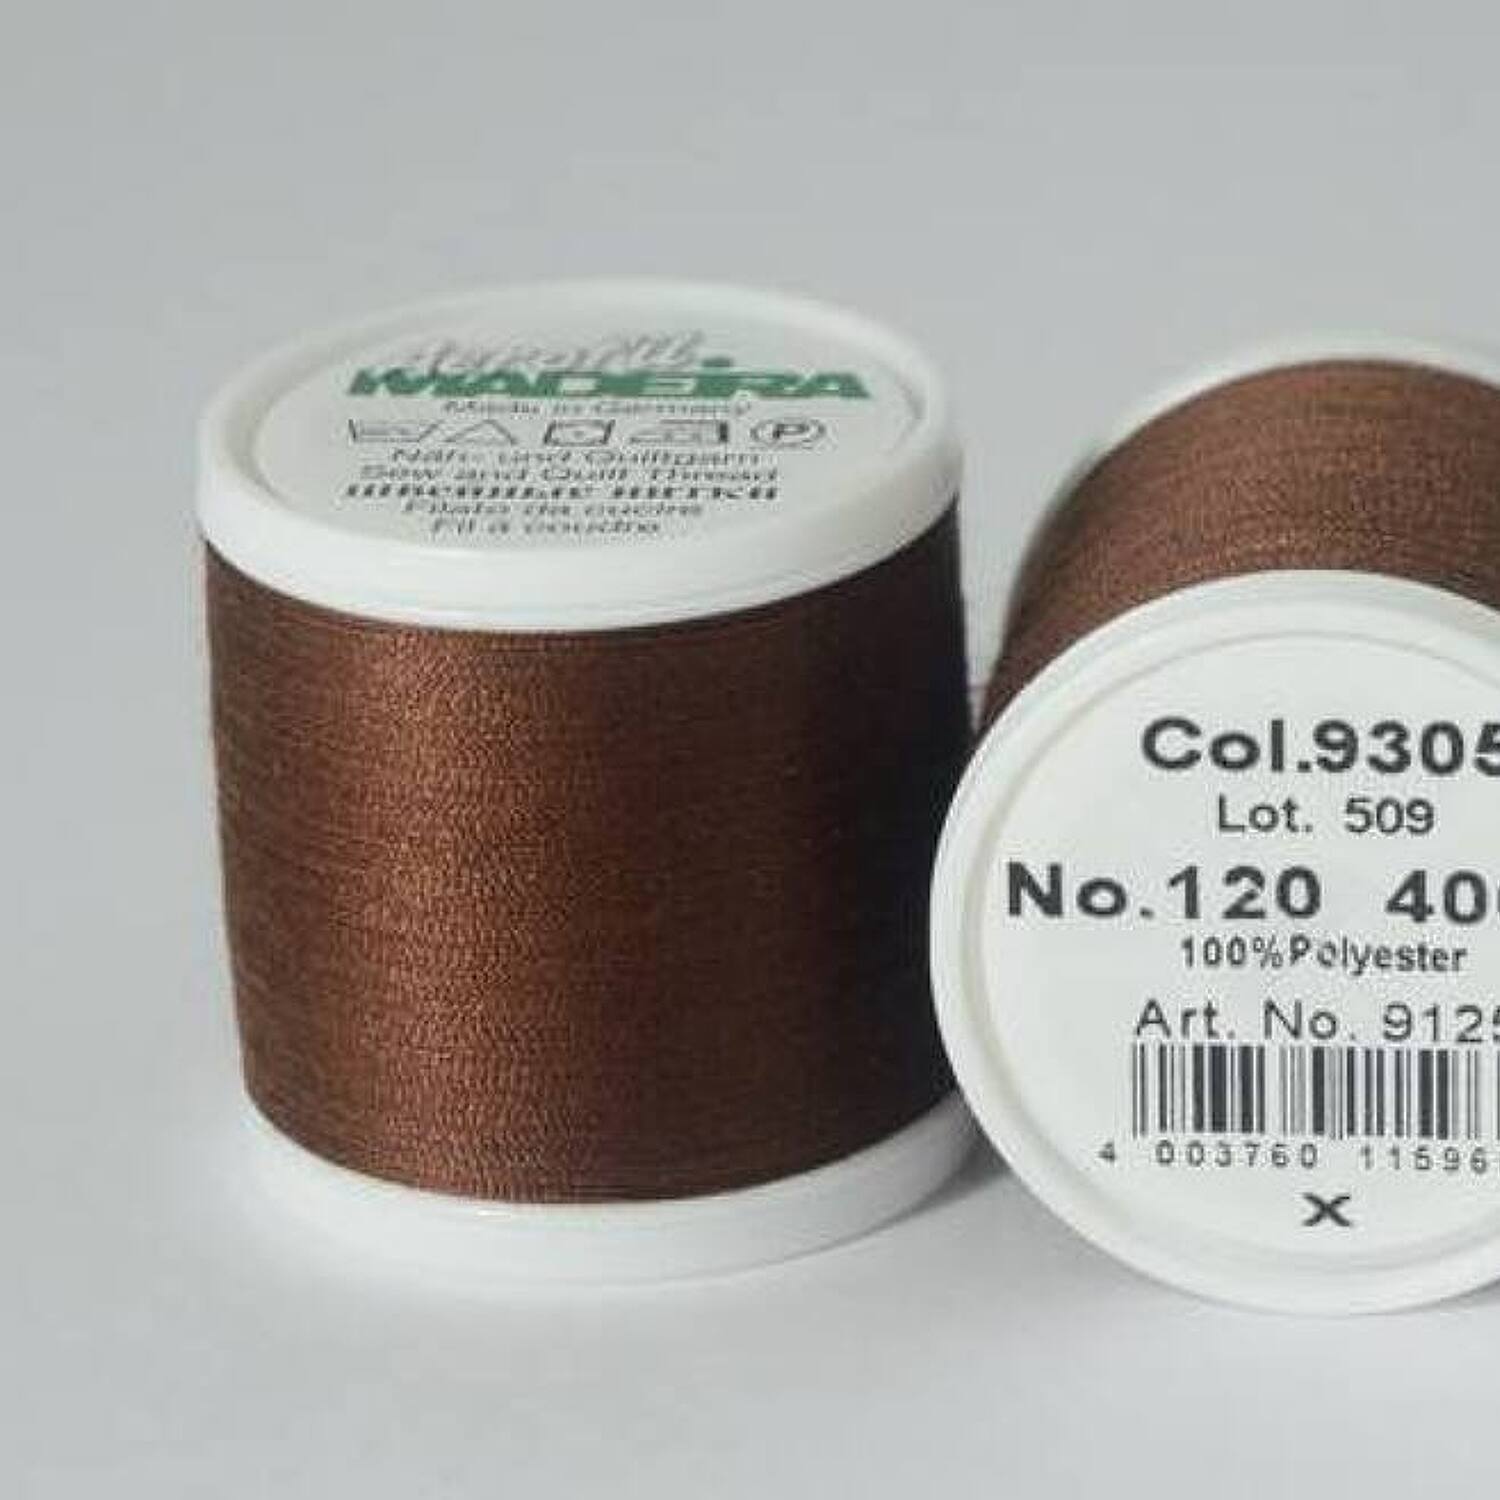 Aerofil
MADEIRA
Made in Germany
P
Näh- und Quiltgarn
Sew and Quilt Thread
швейные нитки
Filato da cucire
Fil à coudre
Col.9305
Lot. 509
No.120 40
100%Polyester
Art. No. 9125
4 003760 11596
X